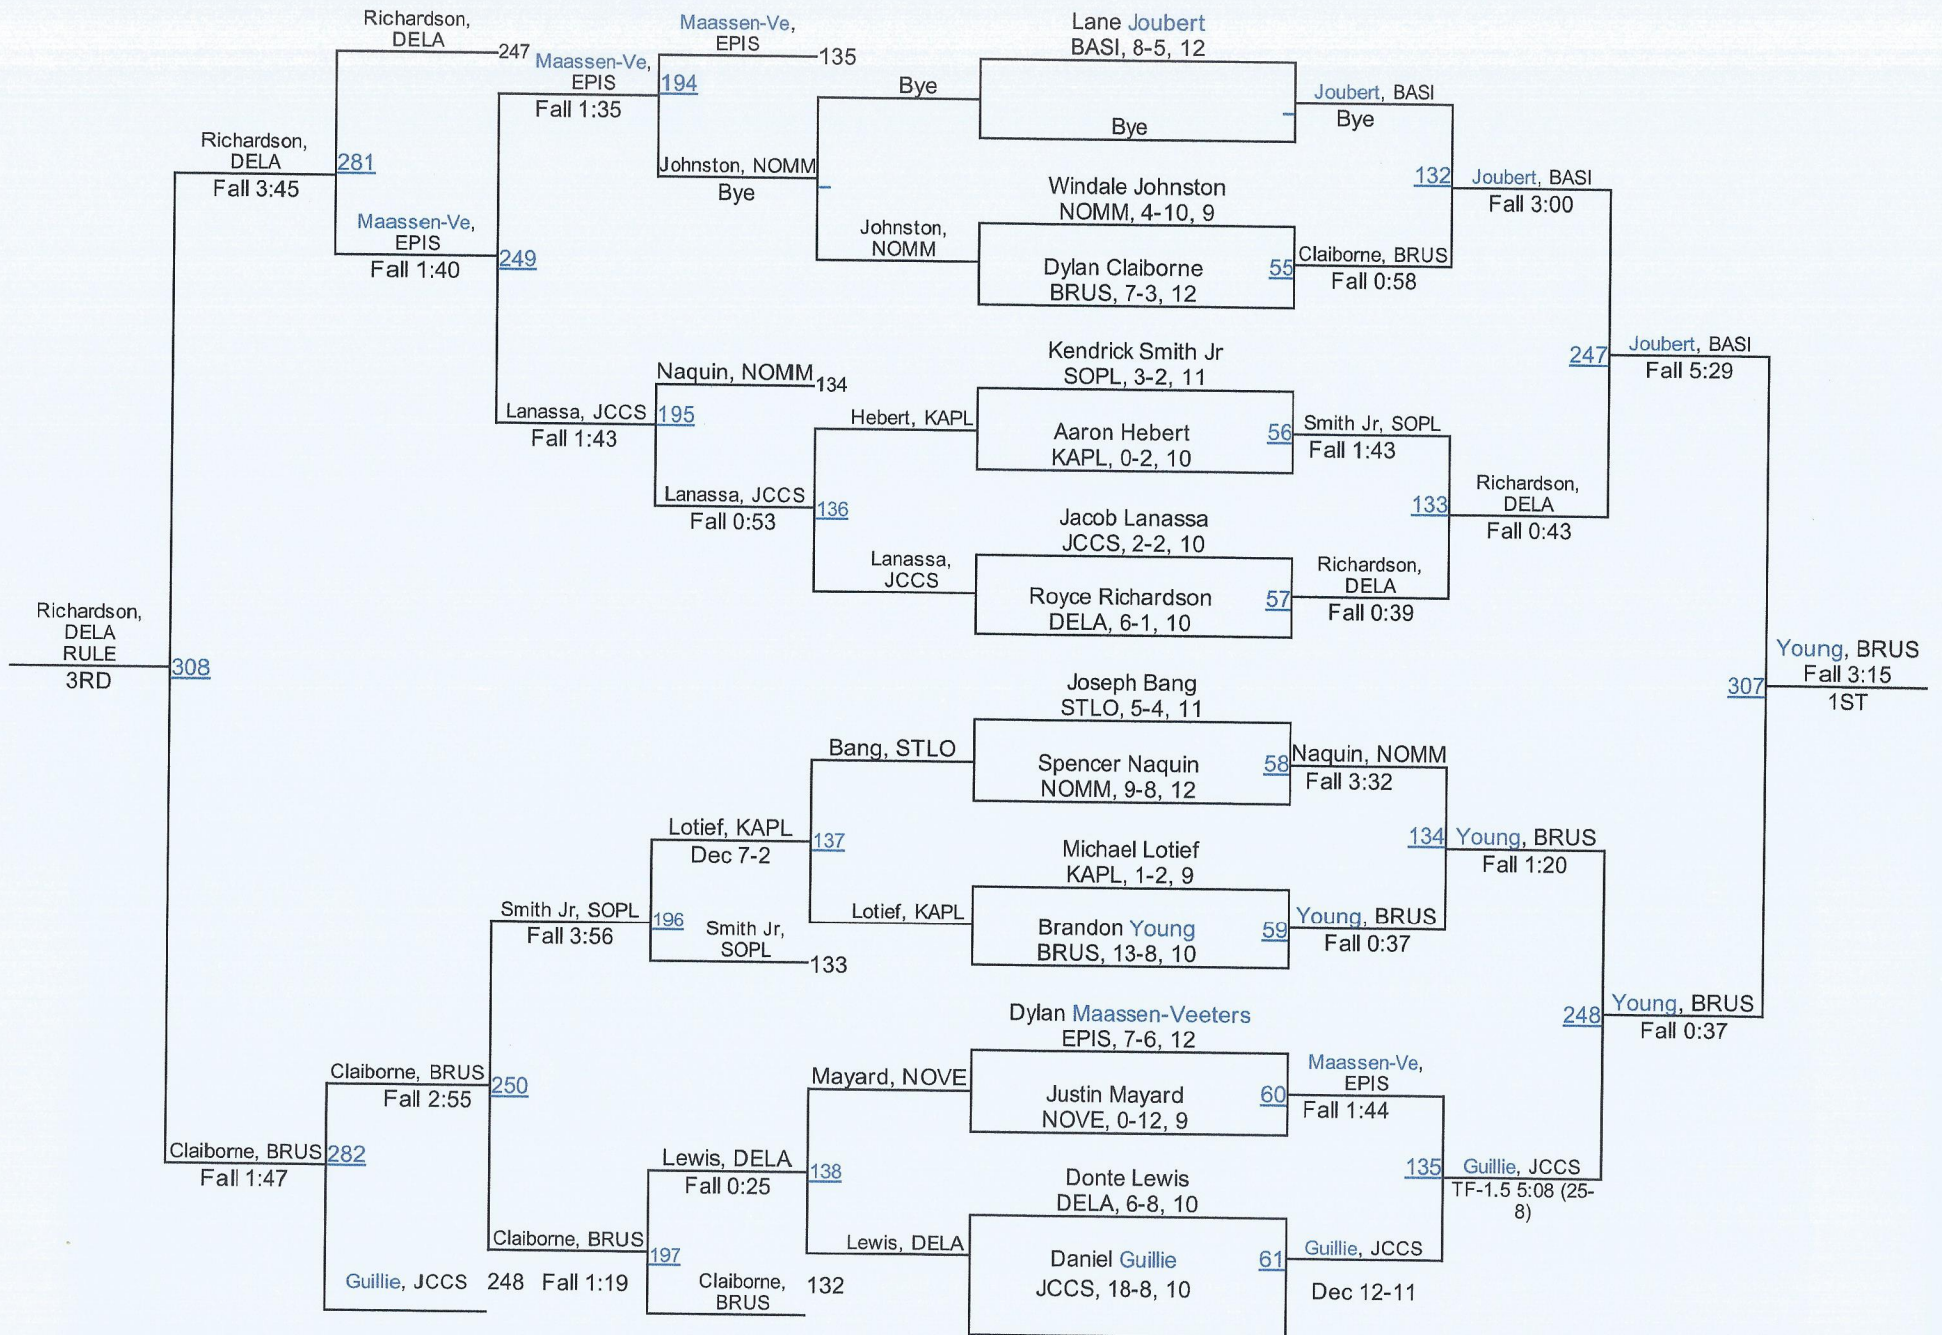 Richardson,
DELA
247
Maassen-Ve,
EPIS
Fall 1:35
194
Maassen-Ve,
EPIS
135
Johnston, NOMM
Bye
Bye
Johnston,
NOMM
Richardson,
DELA
Fall 3:45
281
Maassen-Ve,
EPIS
Fall 1:40
249
Naquin, NOMM
134
Lanassa, JCCS
Fall 1:43
195
Lanassa, JCCS
Fall 0:53
136
Hebert, KAPL
Lanassa,
JCCS
Richardson,
DELA
RULE
3RD
308
Bang, STLO
Lotief, KAPL
Dec 7-2
137
Lotief, KAPL
Smith Jr, SOPL
Fall 3:56
196
Smith Jr,
SOPL
133
Claiborne, BRUS
Fall 2:55
250
Mayard, NOVE
Claiborne, BRUS
Fall 1:47
282
Lewis, DELA
Fall 0:25
138
Lewis, DELA
Claiborne, BRUS
Fall 1:19
197
Claiborne,
BRUS
132
Guillie, JCCS
248
Lane Joubert
BASI, 8-5, 12
Bye
Windale Johnston
NOMM, 4-10, 9
Dylan Claiborne
BRUS, 7-3, 12
55
Kendrick Smith Jr
SOPL, 3-2, 11
Aaron Hebert
KAPL, 0-2, 10
56
Jacob Lanassa
JCCS, 2-2, 10
Royce Richardson
DELA, 6-1, 10
57
Joseph Bang
STLO, 5-4, 11
Spencer Naquin
NOMM, 9-8, 12
58
Michael Lotief
KAPL, 1-2, 9
Brandon Young
BRUS, 13-8, 10
59
Dylan Maassen-Veeters
EPIS, 7-6, 12
Justin Mayard
NOVE, 0-12, 9
60
Donte Lewis
DELA, 6-8, 10
Daniel Guillie
JCCS, 18-8, 10
61
Joubert, BASI
Bye
132
Claiborne, BRUS
Fall 0:58
Joubert, BASI
Fall 3:00
247
Smith Jr, SOPL
Fall 1:43
133
Richardson,
DELA
Fall 0:39
Richardson,
DELA
Fall 0:43
Joubert, BASI
Fall 5:29
307
Young, BRUS
Fall 3:15
1ST
Naquin, NOMM
Fall 3:32
134
Young, BRUS
Fall 0:37
Young, BRUS
Fall 1:20
248
Young, BRUS
Fall 0:37
Maassen-Ve,
EPIS
Fall 1:44
135
Guillie, JCCS
Dec 12-11
Guillie, JCCS
TF-1.5 5:08 (25-
8)